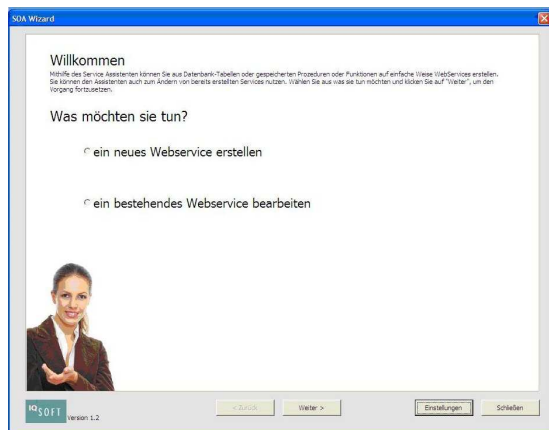 SOA Wizard
Willkommen
Mithilfe des Service Assistenten können Sie aus Datenbank-Tabellen oder gespeicherten Prozeduren oder Funktionen auf einfache Weise WebServices erstellen.
Sie können den Assistenten auch zum Ändern von bereits erstellten Services nutzen. Wählen Sie aus was sie tun möchten und klicken Sie auf "Weiter", um den
Vorgang fortzusetzen.
Was möchten sie tun?
ein neues Webservice erstellen
ein bestehendes Webservice bearbeiten
< Zurück
Weiter >
Einstellungen
Schließen
IQSOFT
Version 1.2